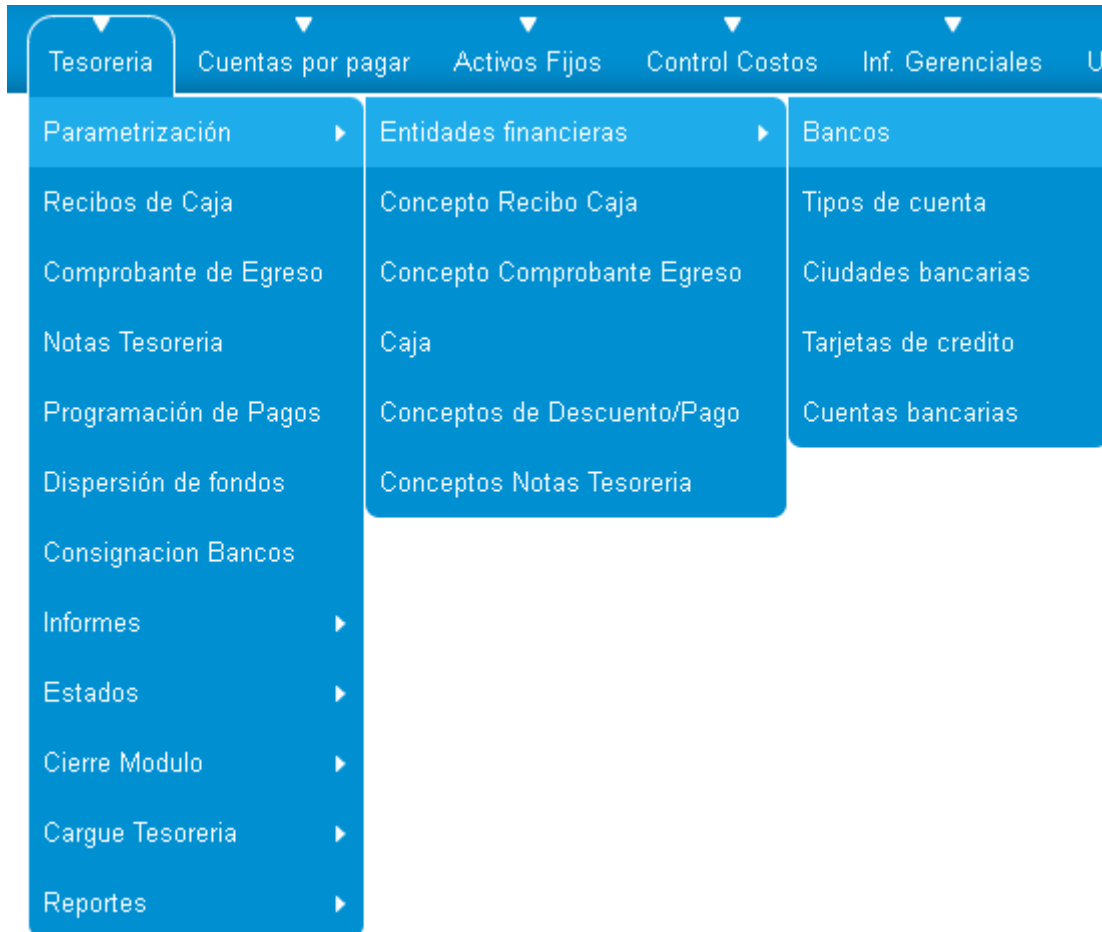 Tesoreria
Cuentas por pagar
Activos Fijos
Control Costos
Inf. Gerenciales
U
Parametrización
Recibos de Caja
Comprobante de Egreso
Notas Tesoreria
Programación de Pagos
Dispersión de fondos
Consignacion Bancos
Informes
Estados
Cierre Modulo
Cargue Tesoreria
Reportes
Entidades financieras
Concepto Recibo Caja
Concepto Comprobante Egreso
Caja
Conceptos de Descuento/Pago
Conceptos Notas Tesoreria
Bancos
Tipos de cuenta
Ciudades bancarias
Tarjetas de credito
Cuentas bancarias